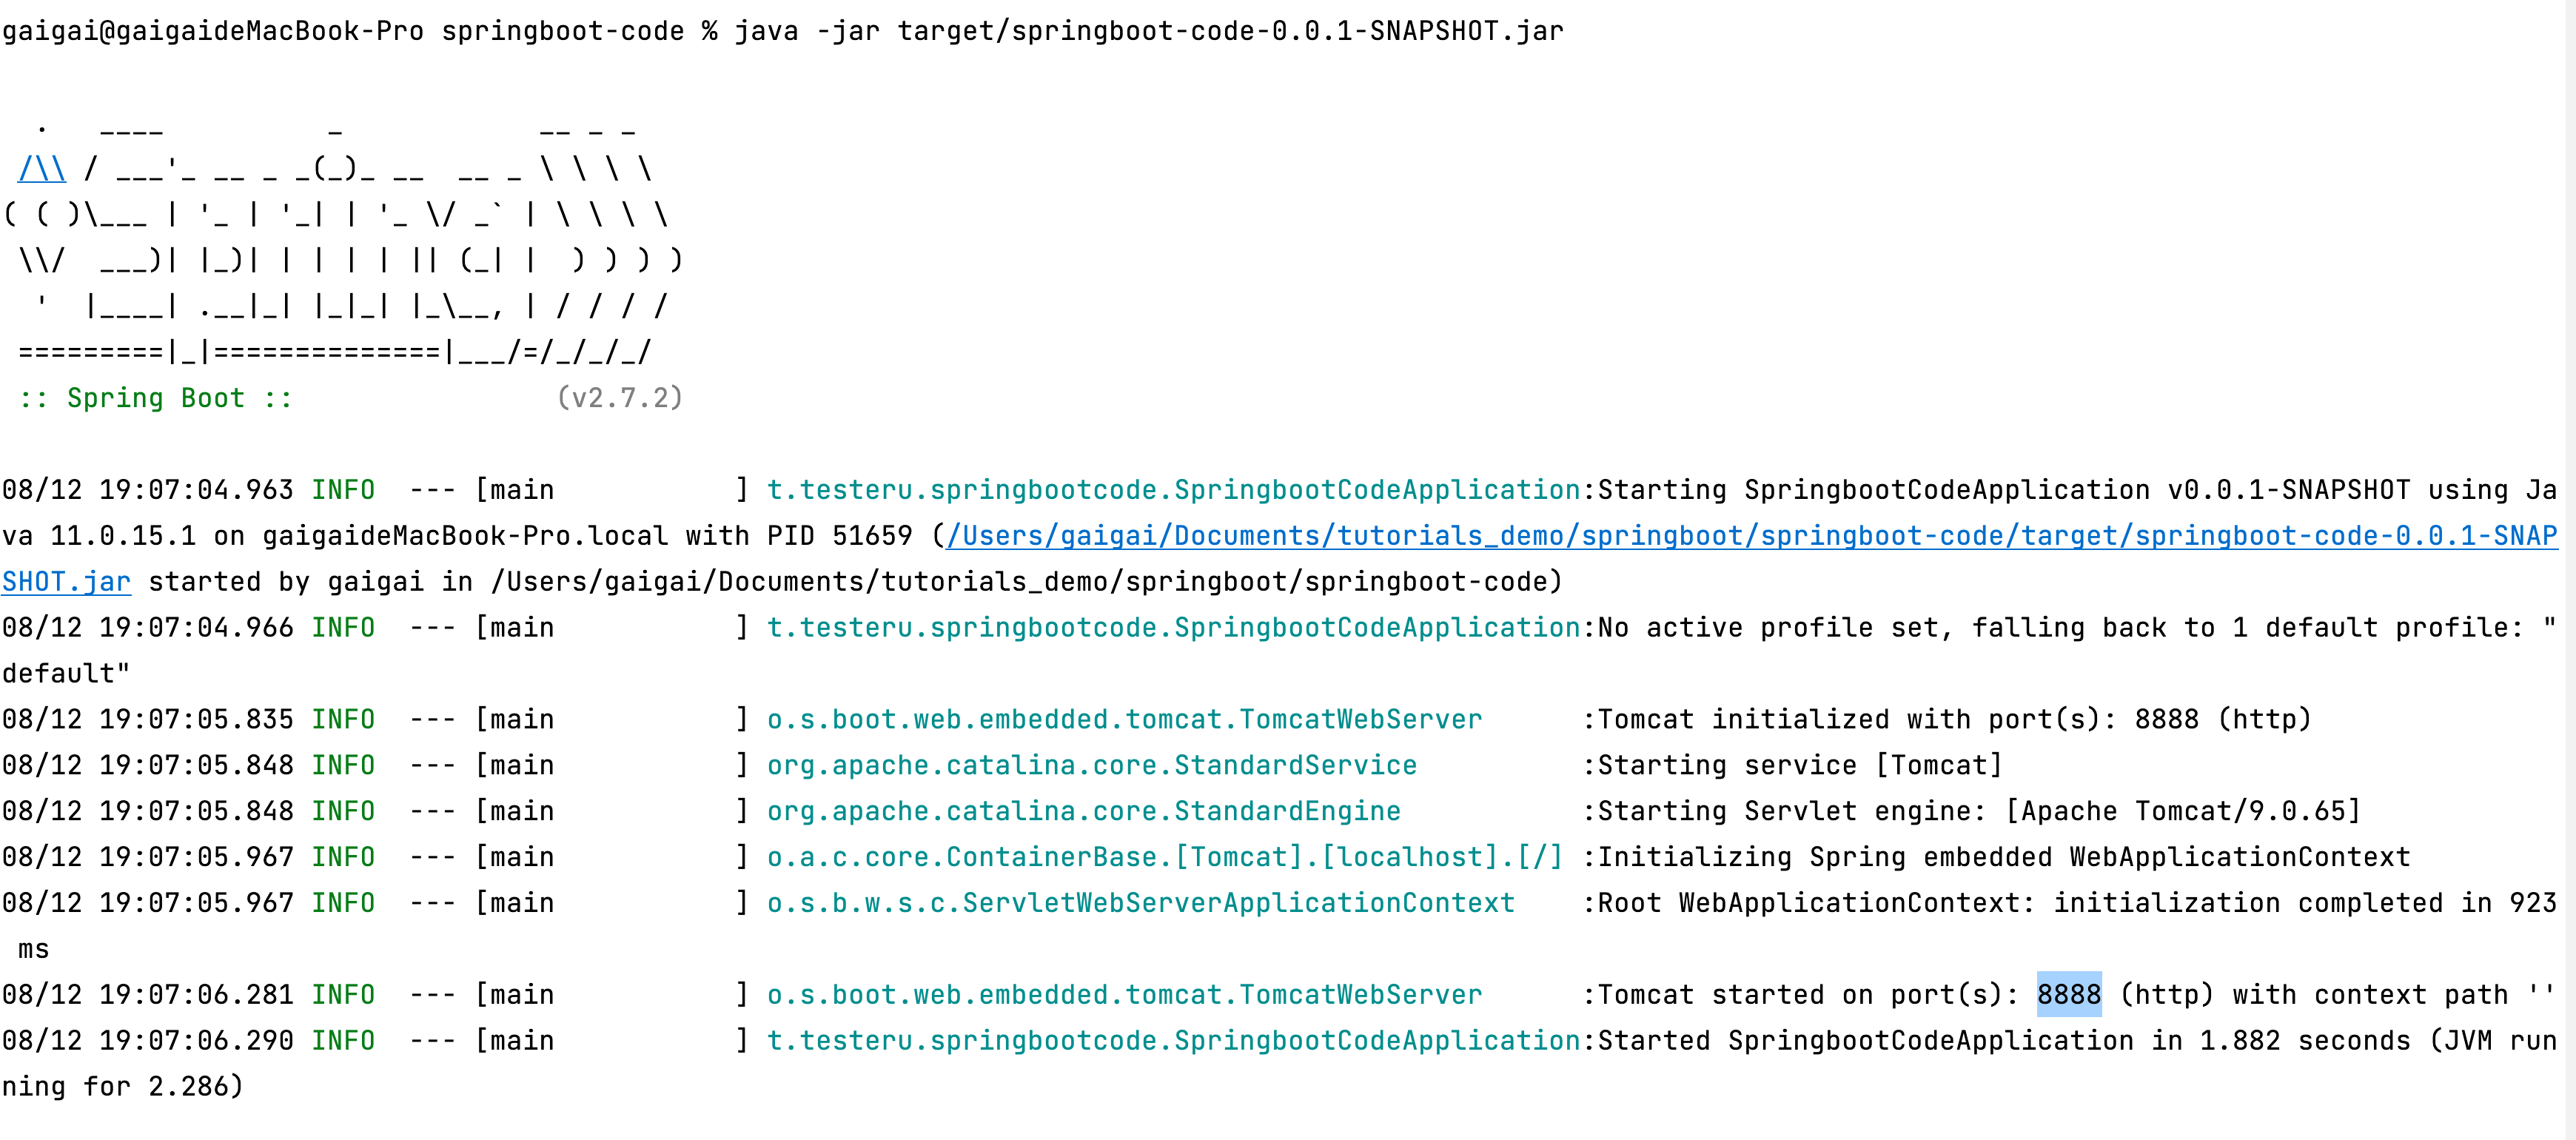 gaigai@gaigaideMacBook-Pro springboot-code % java -jar target/springboot-code-0.0.1-SNAPSHOT.jar
  .   ____          _            __ _ _
 /\\ / ___'_ __ _ _(_)_ __  __ _ \ \ \ \
( ( )\___ | '_ | '_| | '_ \/ _` | \ \ \ \
 \\/  ___)| |_)| | | | | || (_| |  ) ) ) )
  '  |____| .__|_| |_|_| |_\__, | / / / /
 =========|_|==============|___/=/_/_/_/
 :: Spring Boot ::                (v2.7.2)
08/12 19:07:04.963 INFO  --- [main           ] t.testeru.springbootcode.SpringbootCodeApplication:Starting SpringbootCodeApplication v0.0.1-SNAPSHOT using Ja
va 11.0.15.1 on gaigaideMacBook-Pro.local with PID 51659 (/Users/gaigai/Documents/tutorials_demo/springboot/springboot-code/target/springboot-code-0.0.1-SNAP
SHOT.jar started by gaigai in /Users/gaigai/Documents/tutorials_demo/springboot/springboot-code)
08/12 19:07:04.966 INFO  --- [main           ] t.testeru.springbootcode.SpringbootCodeApplication:No active profile set, falling back to 1 default profile: "
default"
08/12 19:07:05.835 INFO  --- [main           ] o.s.boot.web.embedded.tomcat.TomcatWebServer      :Tomcat initialized with port(s): 8888 (http)
08/12 19:07:05.848 INFO  --- [main           ] org.apache.catalina.core.StandardService          :Starting service [Tomcat]
08/12 19:07:05.848 INFO  --- [main           ] org.apache.catalina.core.StandardEngine           :Starting Servlet engine: [Apache Tomcat/9.0.65]
08/12 19:07:05.967 INFO  --- [main           ] o.a.c.core.ContainerBase.[Tomcat].[localhost].[/] :Initializing Spring embedded WebApplicationContext
08/12 19:07:05.967 INFO  --- [main           ] o.s.b.w.s.c.ServletWebServerApplicationContext    :Root WebApplicationContext: initialization completed in 923
 ms
08/12 19:07:06.281 INFO  --- [main           ] o.s.boot.web.embedded.tomcat.TomcatWebServer      :Tomcat started on port(s): 8888 (http) with context path ''
08/12 19:07:06.290 INFO  --- [main           ] t.testeru.springbootcode.SpringbootCodeApplication:Started SpringbootCodeApplication in 1.882 seconds (JVM run
ning for 2.286)